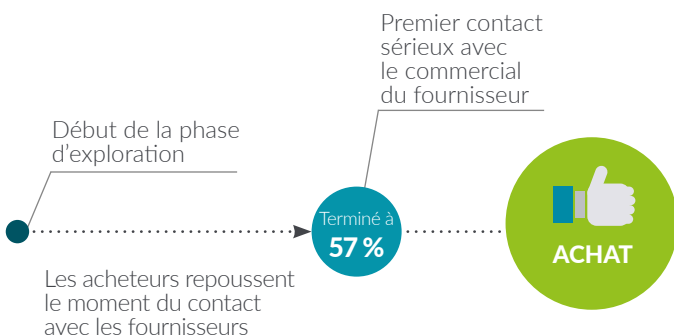 Premier contact
sérieux avec
le commercial
du fournisseur
Début de la phase
d'exploration
Terminé à
57 %
ACHAT
Les acheteurs repoussent
le moment du contact
avec les fournisseurs